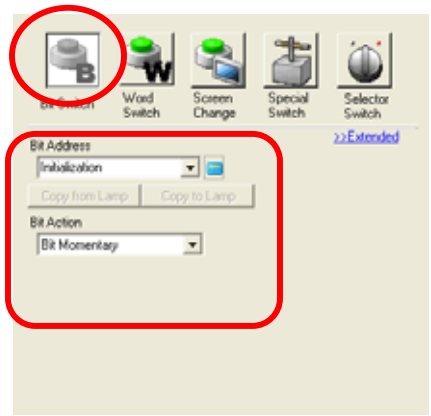 B
W
Bit Switch
Word
Switch
Screen
Change
Special
Switch
Selector
Switch
>>Extended
Bit Address
Initialization
Copy from Lamp
Copy to Lamp
Bit Action
Bit Momentary